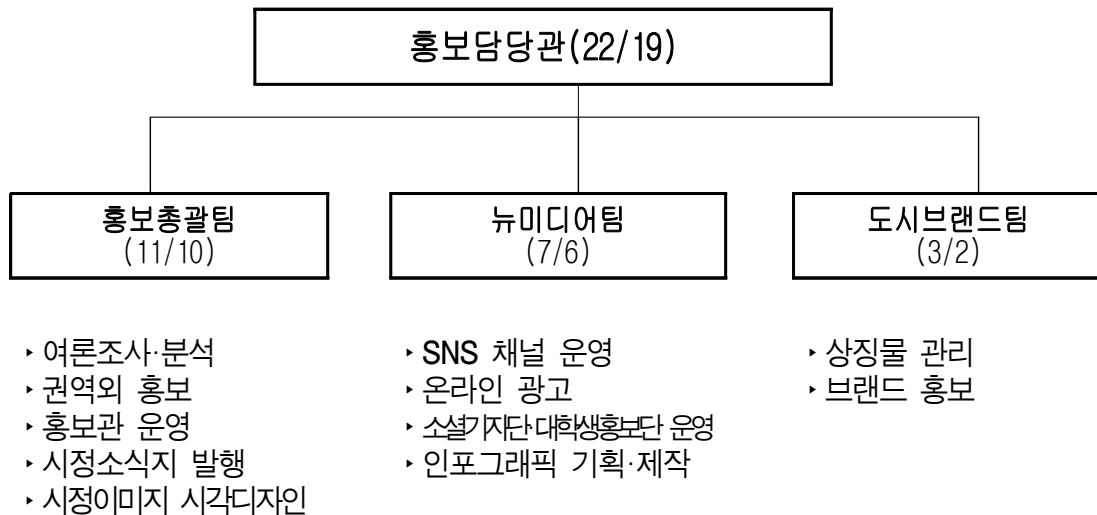 홍보담당관(22/19)
홍보총괄팀
(11/10)
뉴미디어팀
(7/6)
도시브랜드팀
(3/2)
‣ 여론조사·분석
‣ 권역외 홍보
‣ 홍보관 운영
‣ 시정소식지 발행
‣ 시정이미지 시각디자인
‣ SNS 채널 운영
‣ 온라인 광고
‣ 소셜기자단·대학생홍보단 운영
‣ 인포그래픽 기획·제작
‣ 상징물 관리
‣ 브랜드 홍보